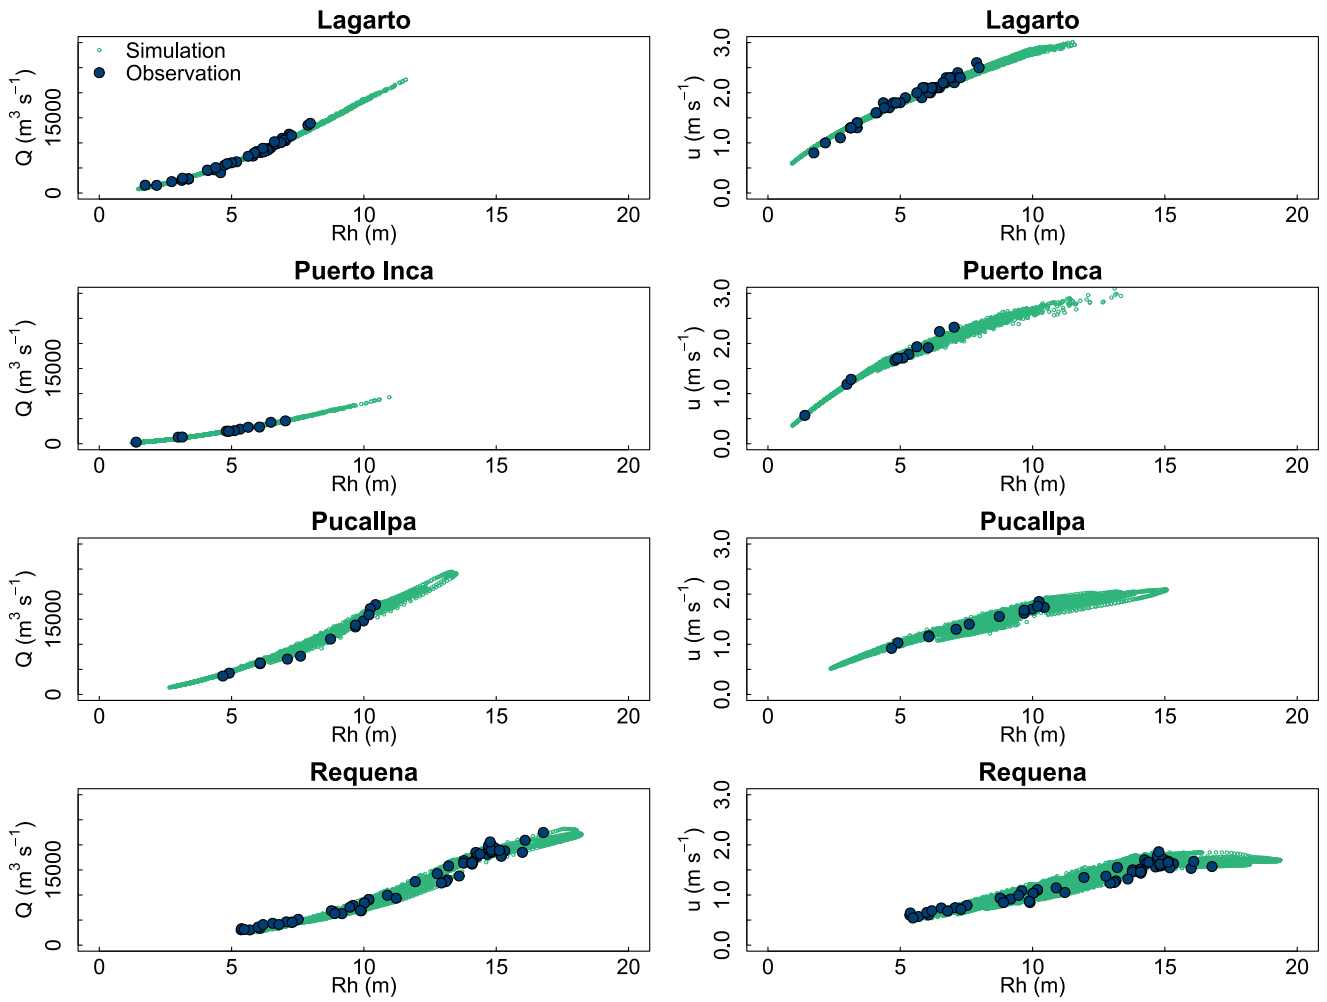 Lagarto
Simulation
Observation
Q (m³ s⁻¹)
15000
0
0 5 10 15 20
Rh (m)
Lagarto
u (m s⁻¹)
3.0
2.0
1.0
0.0
0 5 10 15 20
Rh (m)
Puerto Inca
Q (m³ s⁻¹)
15000
0
0 5 10 15 20
Rh (m)
Puerto Inca
u (m s⁻¹)
3.0
2.0
1.0
0.0
0 5 10 15 20
Rh (m)
Pucallpa
Q (m³ s⁻¹)
15000
0
0 5 10 15 20
Rh (m)
Pucallpa
u (m s⁻¹)
3.0
2.0
1.0
0.0
0 5 10 15 20
Rh (m)
Requena
Q (m³ s⁻¹)
15000
0
0 5 10 15 20
Rh (m)
Requena
u (m s⁻¹)
3.0
2.0
1.0
0.0
0 5 10 15 20
Rh (m)